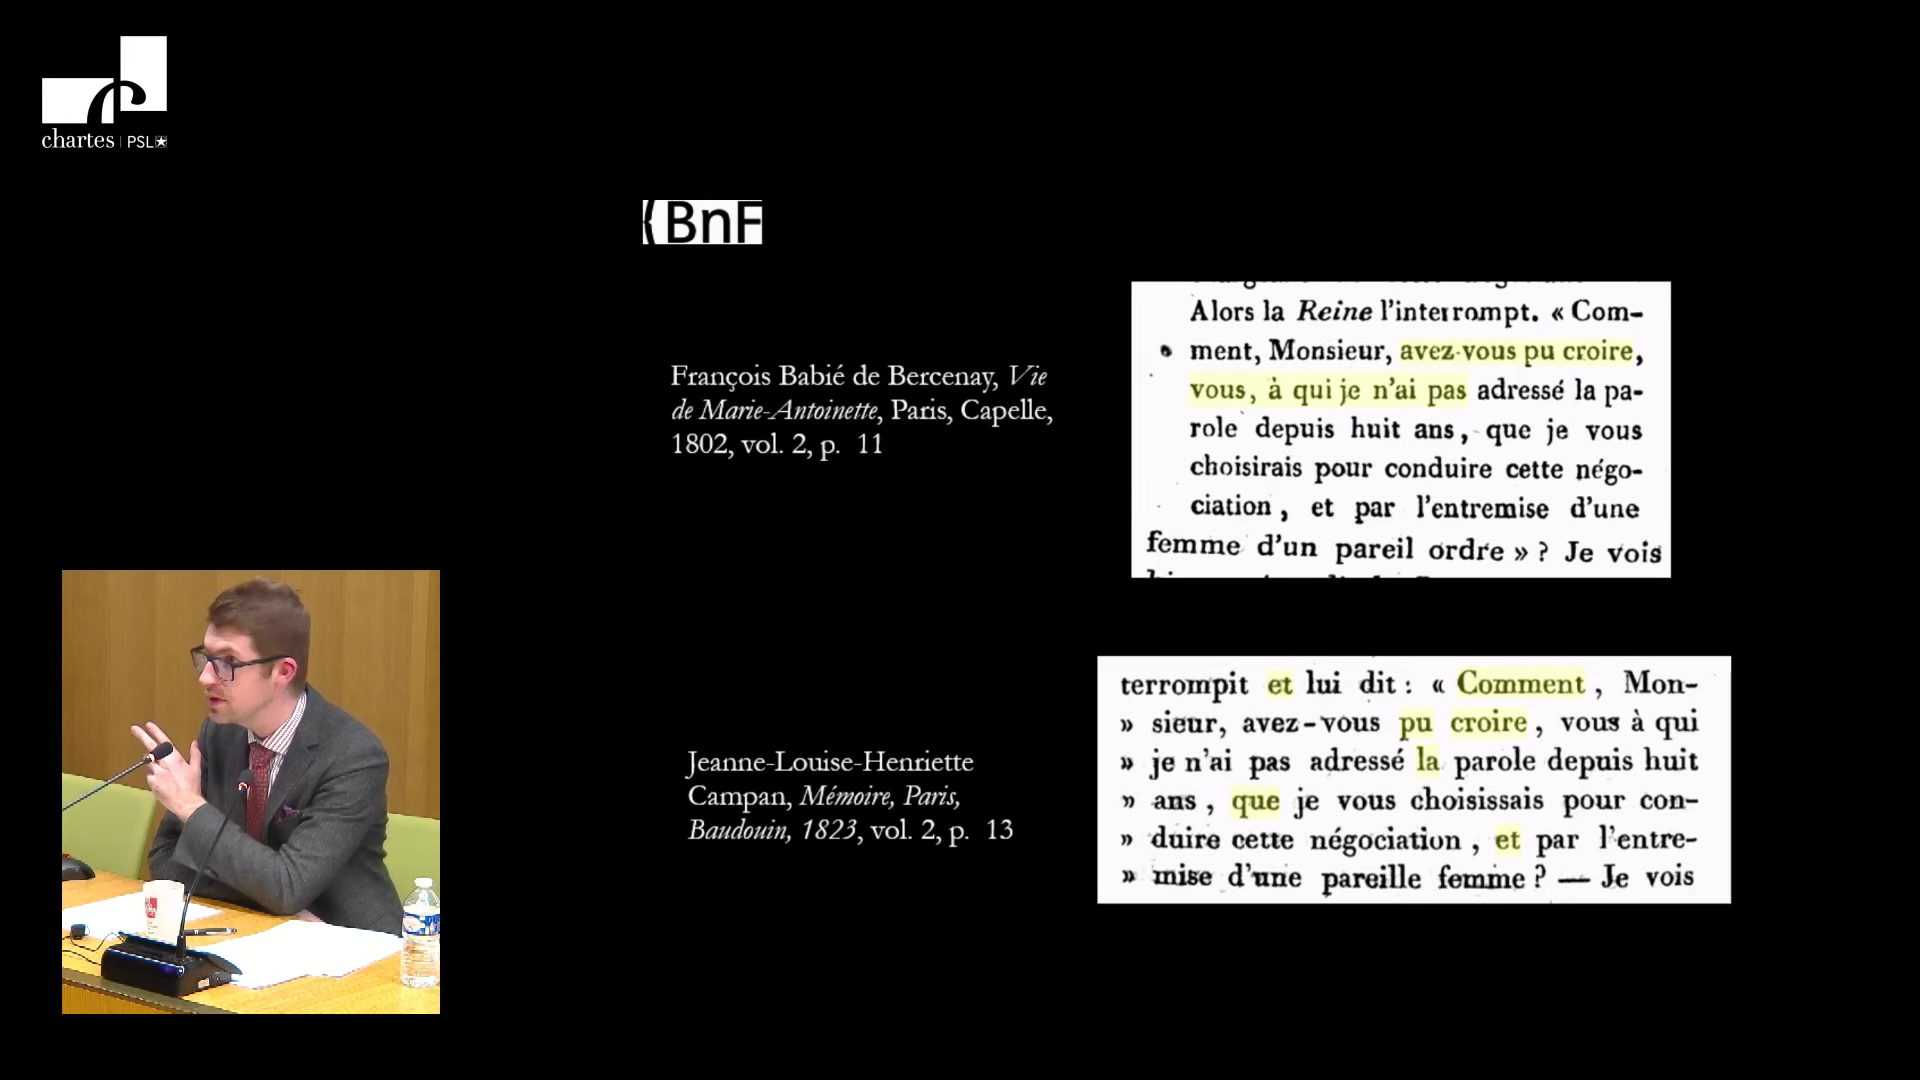 chartes | PSL
BnF
François Babié de Bercenay, Vie
de Marie-Antoinette, Paris, Capelle,
1802, vol. 2, p. 11
Alors la Reine l'interrompt. « Com-
ment, Monsieur, avez-vous pu croire,
vous, à qui je n'ai pas adressé la pa-
role depuis huit ans, que je vous
choisirais pour conduire cette négo-
ciation, et par l'entremise d'une
femme d'un pareil ordre » ? Je vois
Jeanne-Louise-Henriette
Campan, Mémoire, Paris,
Baudouin, 1823, vol. 2, p. 13
terrompit et lui dit : « Comment, Mon-
» sieur, avez-vous pu croire, vous à qui
» je n'ai pas adressé la parole depuis huit
» ans, que je vous choisissais pour con-
» duire cette négociation, et par l'entre-
» mise d'une pareille femme ? — Je vois